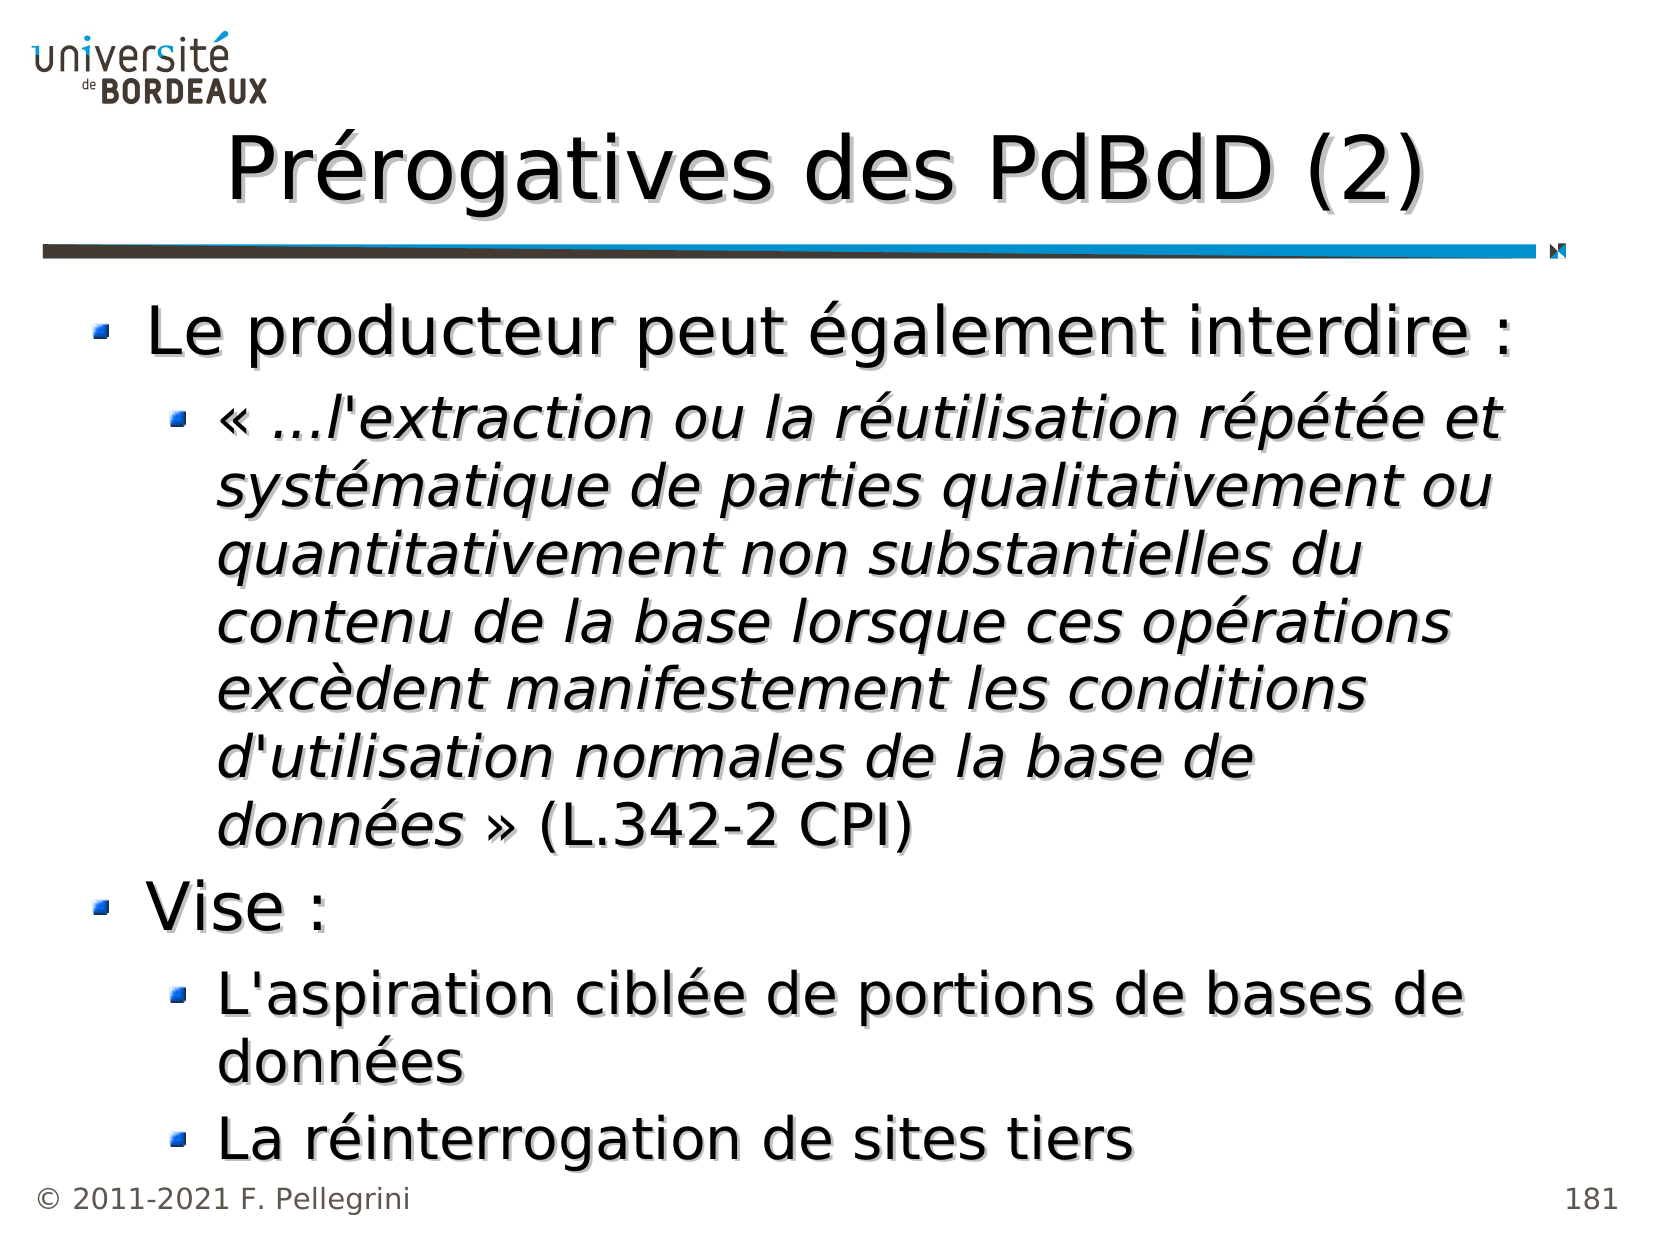 université
de BORDEAUX
Prérogatives des PdBdD (2)
Le producteur peut également interdire :
« ...l'extraction ou la réutilisation répétée et
systématique de parties qualitativement ou
quantitativement non substantielles du
contenu de la base lorsque ces opérations
excèdent manifestement les conditions
d'utilisation normales de la base de
données » (L.342-2 CPI)
Vise :
L'aspiration ciblée de portions de bases de
données
La réinterrogation de sites tiers
© 2011-2021 F. Pellegrini
181